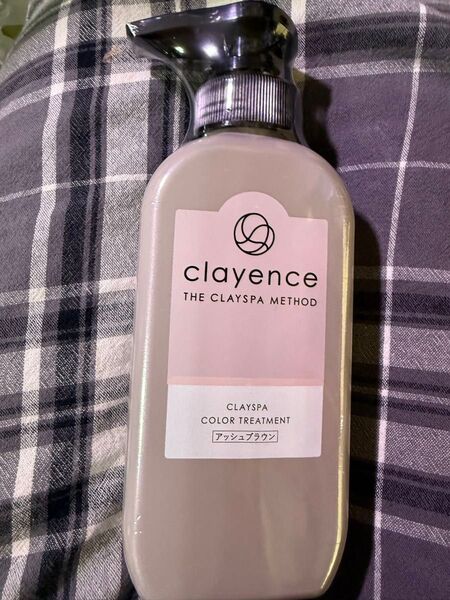 clayence
THE CLAYSPA METHOD
CLAYSPA
COLOR TREATMENT
アッシュブラウン